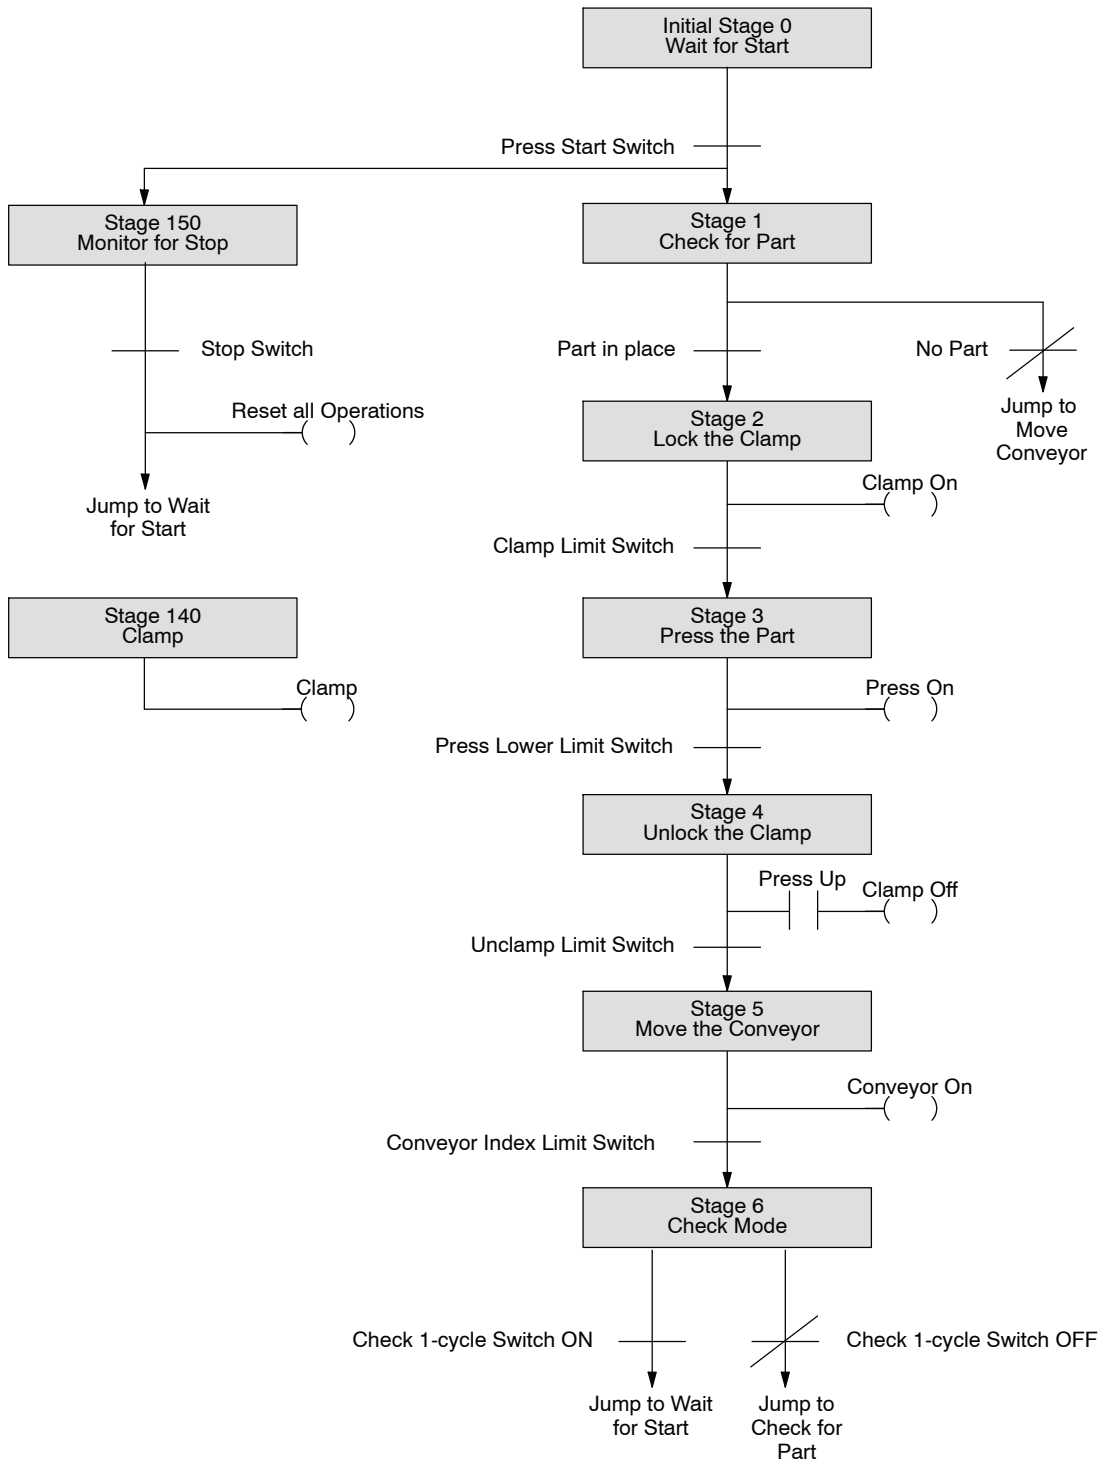 Initial Stage 0
Wait for Start
Press Start Switch
Stage 150
Monitor for Stop
Stage 1
Check for Part
Stop Switch
Part in place
No Part
Reset all Operations
Jump to
Move
Conveyor
Stage 2
Lock the Clamp
Clamp On
Jump to Wait
for Start
Clamp Limit Switch
Stage 140
Clamp
Stage 3
Press the Part
Clamp
Press On
Press Lower Limit Switch
Stage 4
Unlock the Clamp
Press Up
Clamp Off
Unclamp Limit Switch
Stage 5
Move the Conveyor
Conveyor On
Conveyor Index Limit Switch
Stage 6
Check Mode
Check 1-cycle Switch ON
Check 1-cycle Switch OFF
Jump to Wait
for Start
Jump to
Check for
Part